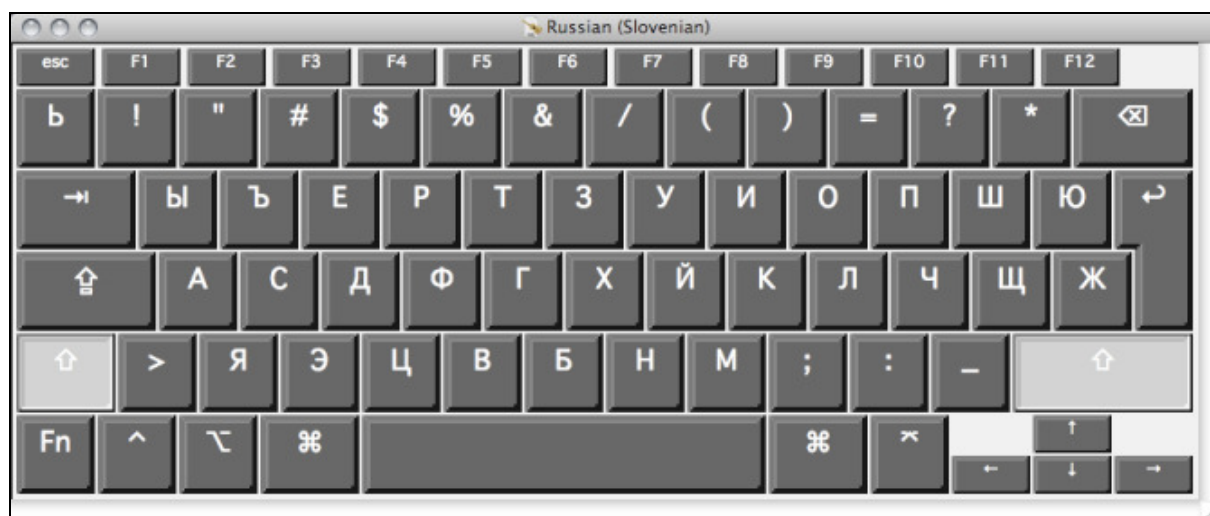 Russian (Slovenian)
esc F1 F2 F3 F4 F5 F6 F7 F8 F9 F10 F11 F12
Ь ! " # $ % & / ( ) = ? * ⌫
⇥ Ы Ъ Е Р Т З У И О П Ш Ю ↩
⇪ А С Д Ф Г Х Й К Л Ч Щ Ж
⇧ > Я Э Ц В Б Н М ; : _ ⇧
Fn ^ ⌥ ⌘ ⌘ ⌤ ↑
← ↓ →